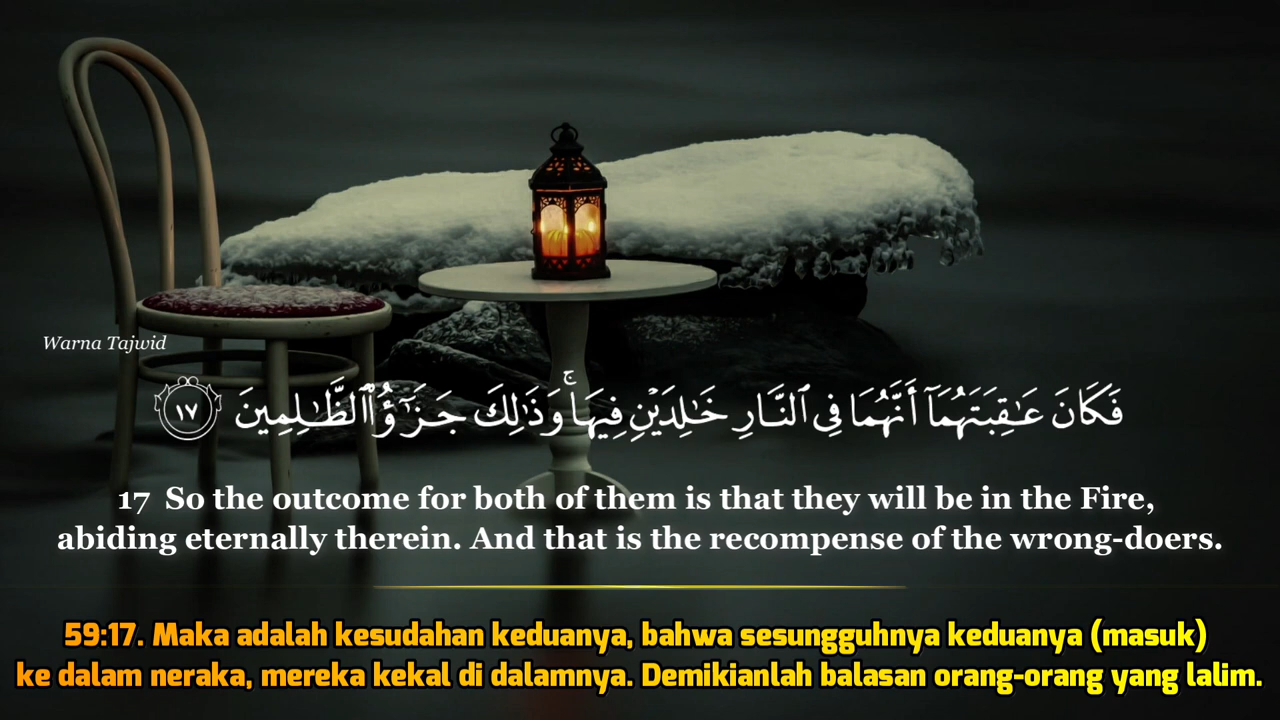 Warna Tajwid
فَكَانَ عَـٰقِبَتَهُمَآ أَنَّهُمَا فِى ٱلنَّارِ خَـٰلِدَيْنِ فِيهَا ۚ وَذَٰلِكَ جَزَٰٓؤُا۟ ٱلظَّـٰلِمِينَ ١٧
17 So the outcome for both of them is that they will be in the Fire,
abiding eternally therein. And that is the recompense of the wrong-doers.
59:17. Maka adalah kesudahan keduanya, bahwa sesungguhnya keduanya (masuk)
ke dalam neraka, mereka kekal di dalamnya. Demikianlah balasan orang-orang yang lalim.